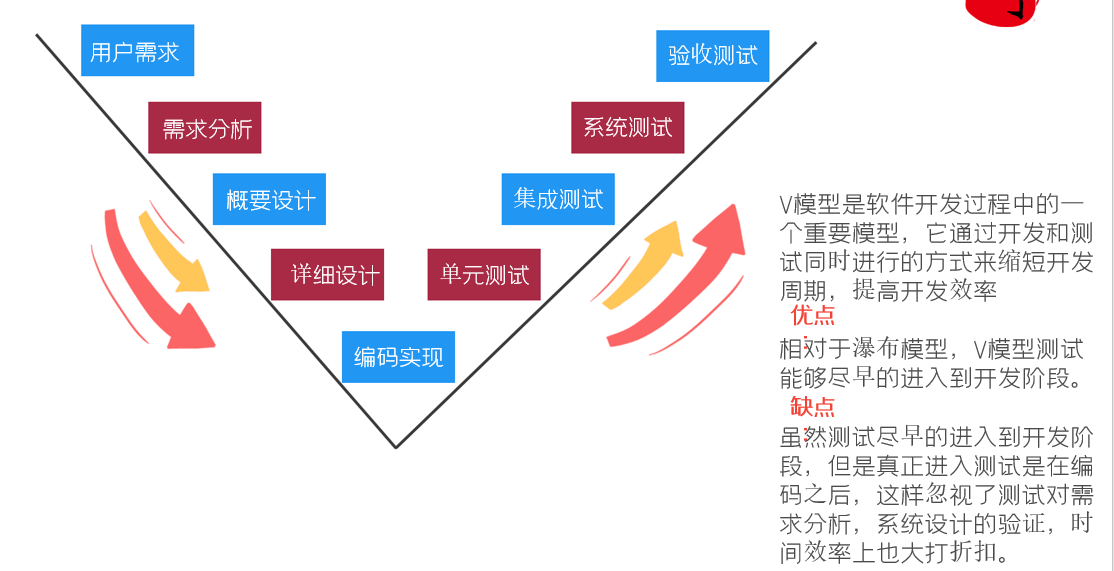 用户需求
验收测试
需求分析
系统测试
概要设计
集成测试
详细设计
单元测试
编码实现
V模型是软件开发过程中的一
个重要模型，它通过开发和测
试同时进行的方式来缩短开发
周期，提高开发效率
优点：
相对于瀑布模型，V模型测试
能够尽早的进入到开发阶段。
缺点：
虽然测试尽早的进入到开发阶
段，但是真正进入测试是在编
码之后，这样忽视了测试对需
求分析，系统设计的验证，时
间效率上也大打折扣。